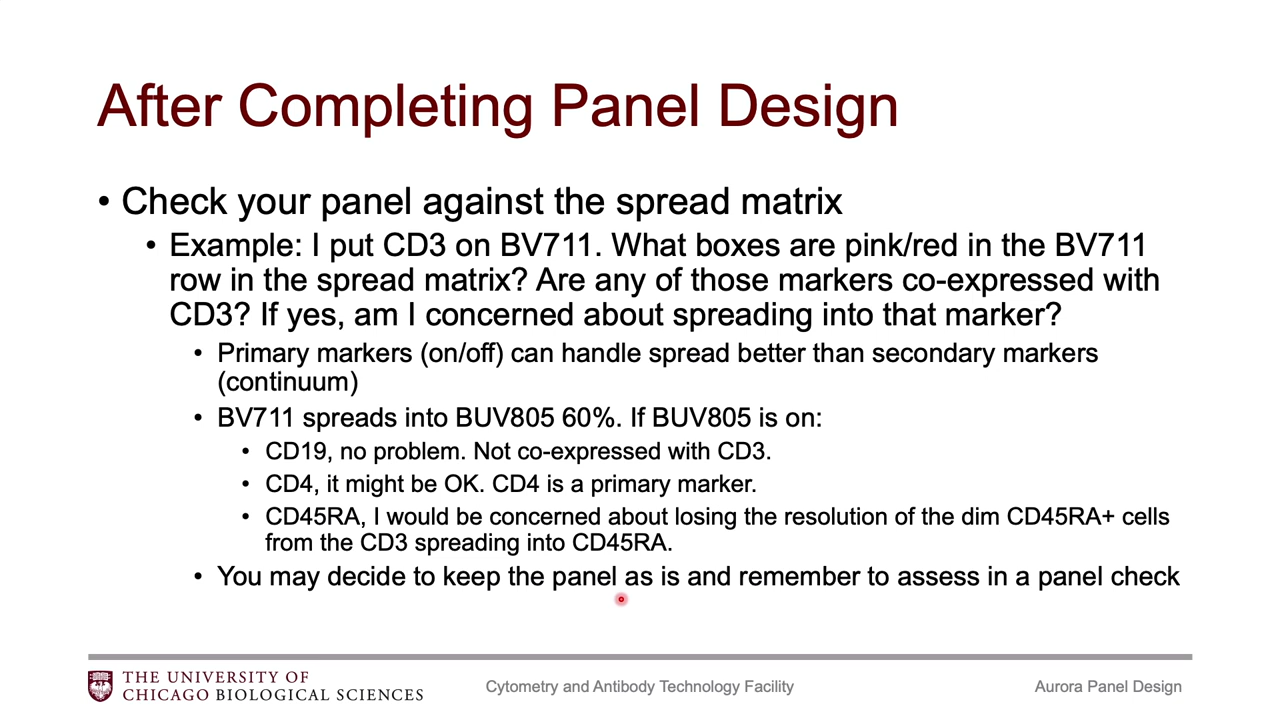 After Completing Panel Design
• Check your panel against the spread matrix
• Example: I put CD3 on BV711. What boxes are pink/red in the BV711
row in the spread matrix? Are any of those markers co-expressed with
CD3? If yes, am I concerned about spreading into that marker?
• Primary markers (on/off) can handle spread better than secondary markers
(continuum)
• BV711 spreads into BUV805 60%. If BUV805 is on:
• CD19, no problem. Not co-expressed with CD3.
• CD4, it might be OK. CD4 is a primary marker.
• CD45RA, I would be concerned about losing the resolution of the dim CD45RA+ cells
from the CD3 spreading into CD45RA.
• You may decide to keep the panel as is and remember to assess in a panel check
THE UNIVERSITY OF
CHICAGO BIOLOGICAL SCIENCES
Cytometry and Antibody Technology Facility
Aurora Panel Design